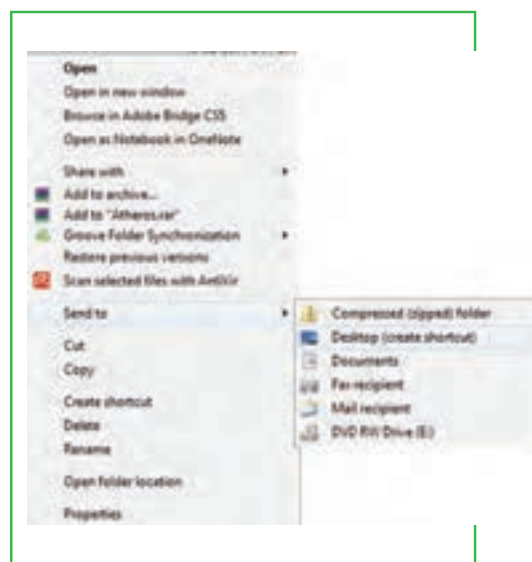 Open
Open in new window
Browse in Adobe Bridge CS5
Open as Notebook in OneNote
Share with
Add to archive...
Add to "Atheros.rar"
Groove Folder Synchronization
Restore previous versions
Scan selected files with AntiVir
Send to
Cut
Copy
Create shortcut
Delete
Rename
Open folder location
Properties
Compressed (zipped) folder
Desktop (create shortcut)
Documents
Fax recipient
Mail recipient
DVD RW Drive (E:)